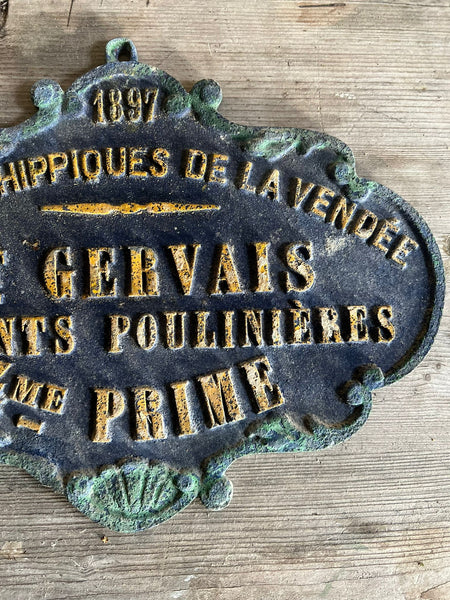 1897
HIPPIQUES DE LA VENDÉE
T GERVAIS
NTS POULINIÈRES
ME PRIME